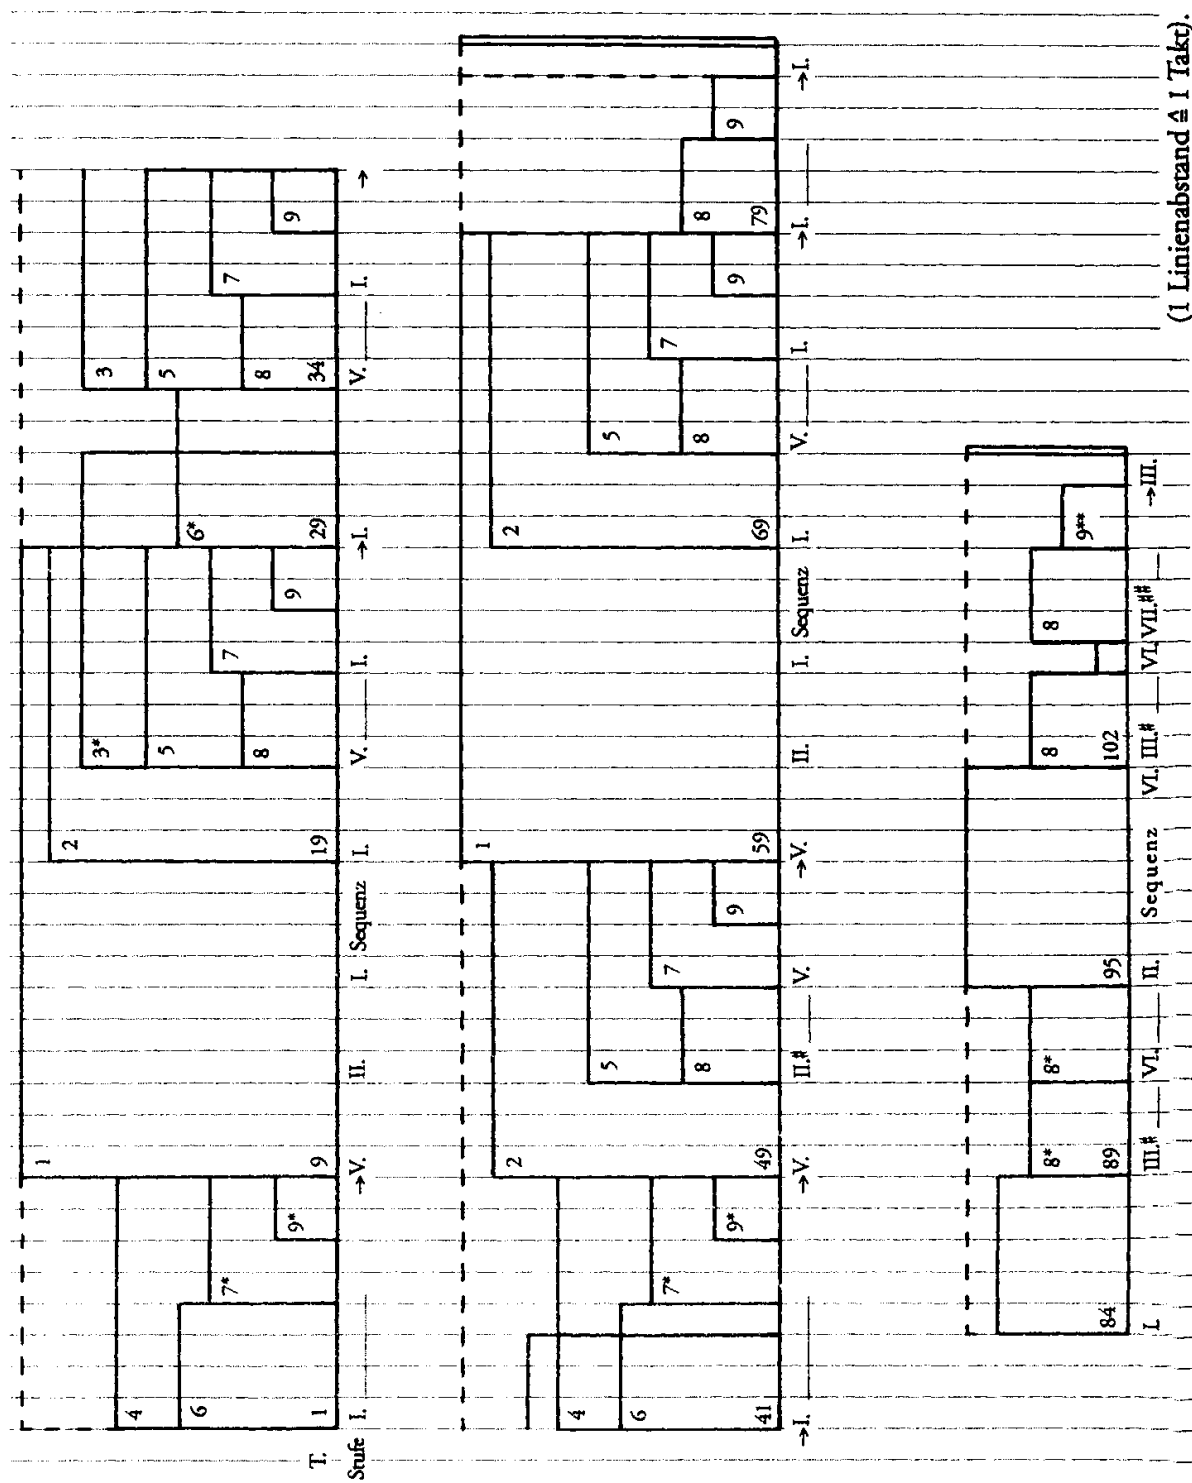 1
2
3* 3
4
5 5
6 6*
7* 7 7
8 8
9* 9 9
T. 1 9 19 29 34
Stufe I. →V. II. I. Sequenz I. V. I. →I. V. I. →
1
2 2
4
5 5
6
7* 7 7
8 8 8
9* 9 9 9
41 49 59 69 79
→I. →V. II.# V. →V. II. I. Sequenz I. V. I. →I. →I.
8* 8* 8 8
9**
84 89 95 102
I. III.# VI. II. Sequenz VI. III.# VI. VII.## →III.
(1 Linienabstand ≙ 1 Takt).